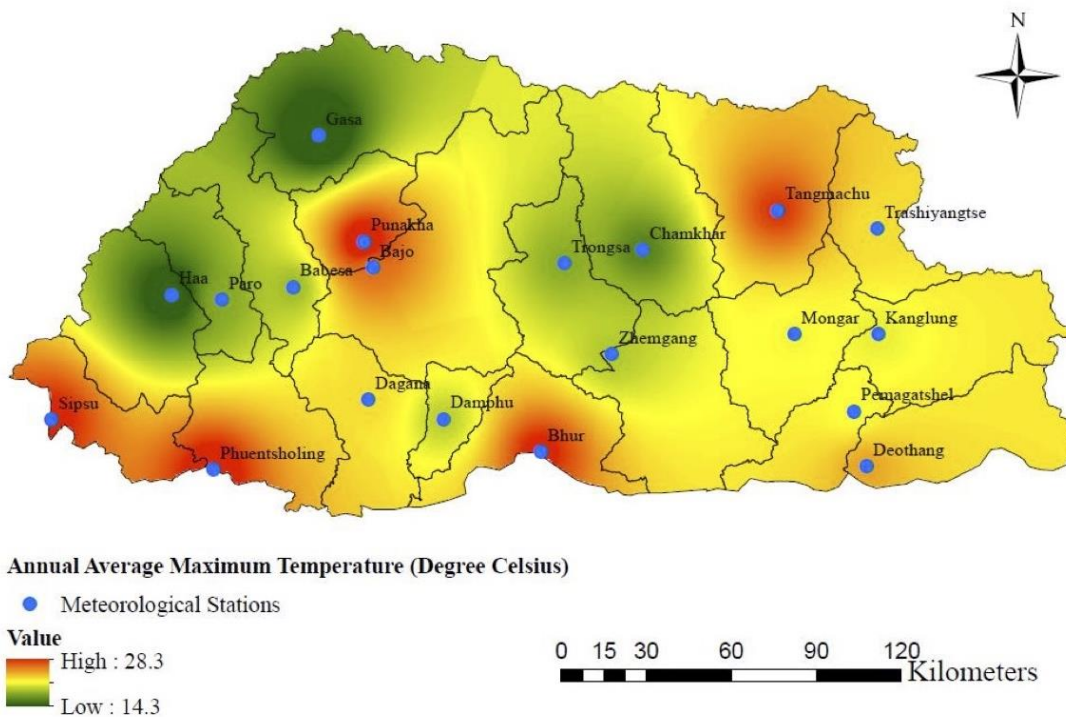 N
Gasa
Tangmachu
Trashiyangtse
Punakha
Bajo
Chamkhar
Trongsa
Haa
Paro
Babesa
Mongar
Kanglung
Zhemgang
Dagana
Damphu
Pemagatshel
Sipsu
Bhur
Phuentsholing
Deothang
Annual Average Maximum Temperature (Degree Celsius)
Meteorological Stations
Value
High : 28.3
Low : 14.3
0 15 30 60 90 120
Kilometers